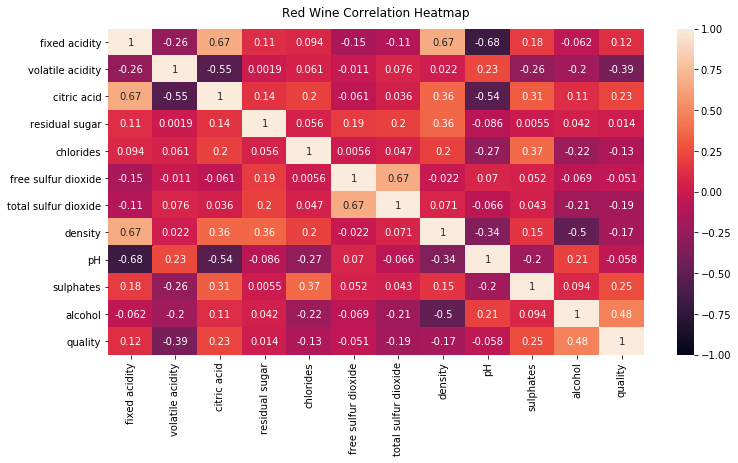 Red Wine Correlation Heatmap
fixed acidity 1 -0.26 0.67 0.11 0.094 -0.15 -0.11 0.67 -0.68 0.18 -0.062 0.12
volatile acidity -0.26 1 -0.55 0.0019 0.061 -0.011 0.076 0.022 0.23 -0.26 -0.2 -0.39
citric acid 0.67 -0.55 1 0.14 0.2 -0.061 0.036 0.36 -0.54 0.31 0.11 0.23
residual sugar 0.11 0.0019 0.14 1 0.056 0.19 0.2 0.36 -0.086 0.0055 0.042 0.014
chlorides 0.094 0.061 0.2 0.056 1 0.0056 0.047 0.2 -0.27 0.37 -0.22 -0.13
free sulfur dioxide -0.15 -0.011 -0.061 0.19 0.0056 1 0.67 -0.022 0.07 0.052 -0.069 -0.051
total sulfur dioxide -0.11 0.076 0.036 0.2 0.047 0.67 1 0.071 -0.066 0.043 -0.21 -0.19
density 0.67 0.022 0.36 0.36 0.2 -0.022 0.071 1 -0.34 0.15 -0.5 -0.17
pH -0.68 0.23 -0.54 -0.086 -0.27 0.07 -0.066 -0.34 1 -0.2 0.21 -0.058
sulphates 0.18 -0.26 0.31 0.0055 0.37 0.052 0.043 0.15 -0.2 1 0.094 0.25
alcohol -0.062 -0.2 0.11 0.042 -0.22 -0.069 -0.21 -0.5 0.21 0.094 1 0.48
quality 0.12 -0.39 0.23 0.014 -0.13 -0.051 -0.19 -0.17 -0.058 0.25 0.48 1
fixed acidity
volatile acidity
citric acid
residual sugar
chlorides
free sulfur dioxide
total sulfur dioxide
density
pH
sulphates
alcohol
quality
1.00
0.75
0.50
0.25
0.00
-0.25
-0.50
-0.75
-1.00